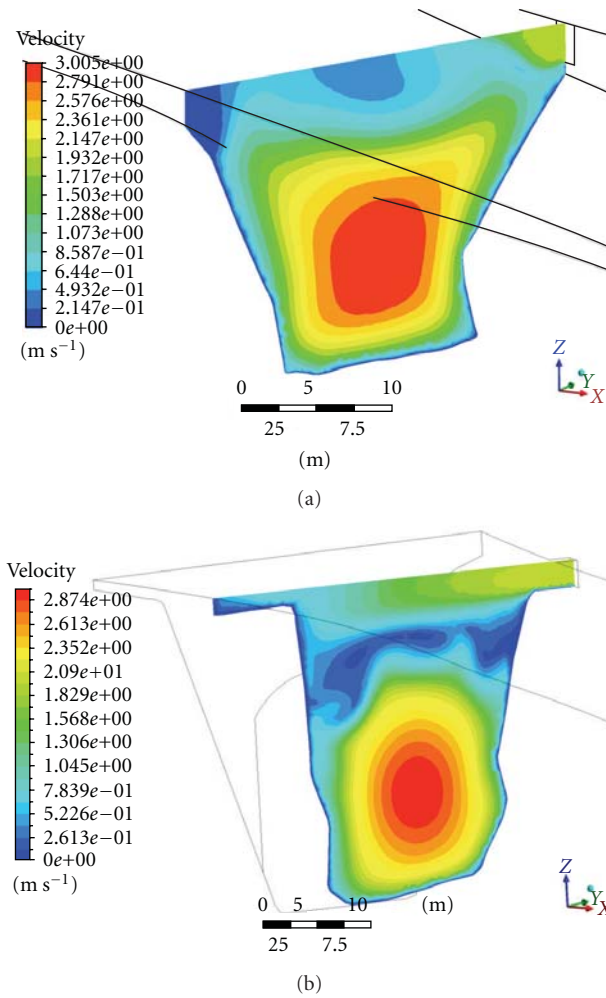 Velocity
3.005e+00
2.791e+00
2.576e+00
2.361e+00
2.147e+00
1.932e+00
1.717e+00
1.503e+00
1.288e+00
1.073e+00
8.587e−01
6.44e−01
4.932e−01
2.147e−01
0e+00
(m s⁻¹)
0 5 10
25 7.5
(m)
Z
Y
X
(a)
Velocity
2.874e+00
2.613e+00
2.352e+00
2.09e+01
1.829e+00
1.568e+00
1.306e+00
1.045e+00
7.839e−01
5.226e−01
2.613e−01
0e+00
(m s⁻¹)
0 5 10 (m)
25 7.5
Z
Y
X
(b)